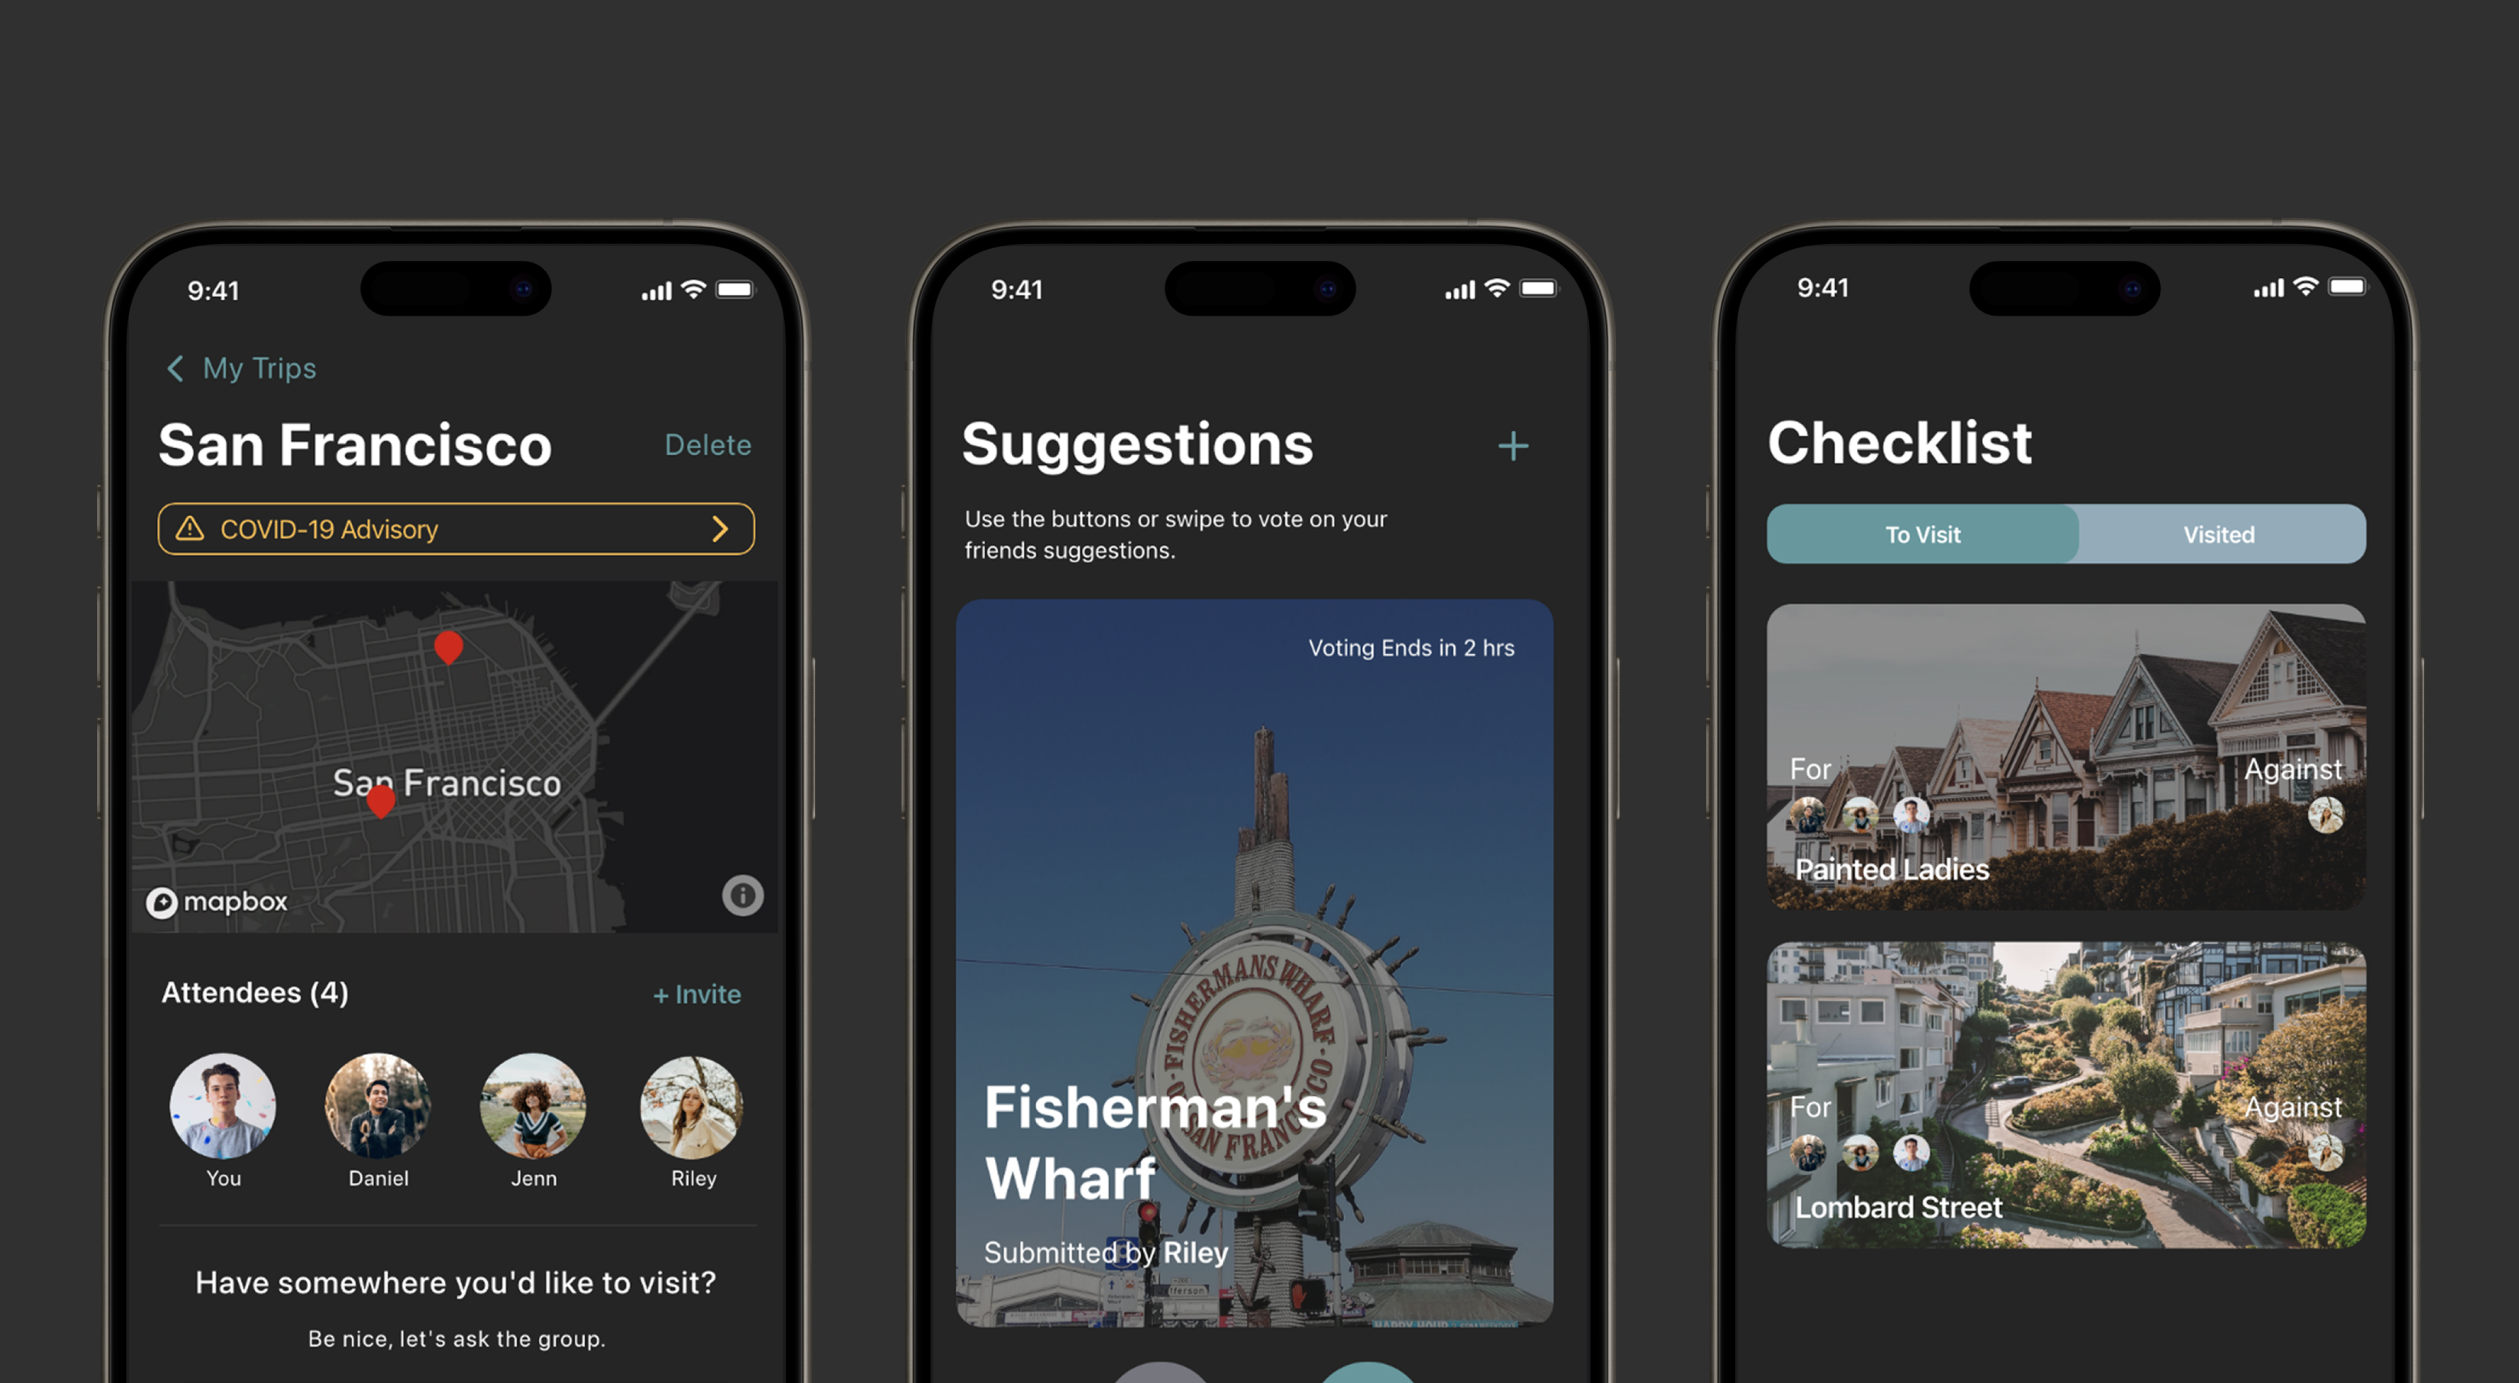 9:41
My Trips
San Francisco
Delete
COVID-19 Advisory
San Francisco
mapbox
Attendees (4)
+ Invite
You
Daniel
Jenn
Riley
Have somewhere you'd like to visit?
Be nice, let's ask the group.
9:41
Suggestions
+
Use the buttons or swipe to vote on your
friends suggestions.
Voting Ends in 2 hrs
FISHERMANS WHARF
SAN FRANCISCO
Fisherman's
Wharf
Submitted by Riley
HAPPY HOUR
9:41
Checklist
To Visit
Visited
For
Against
Painted Ladies
For
Against
Lombard Street